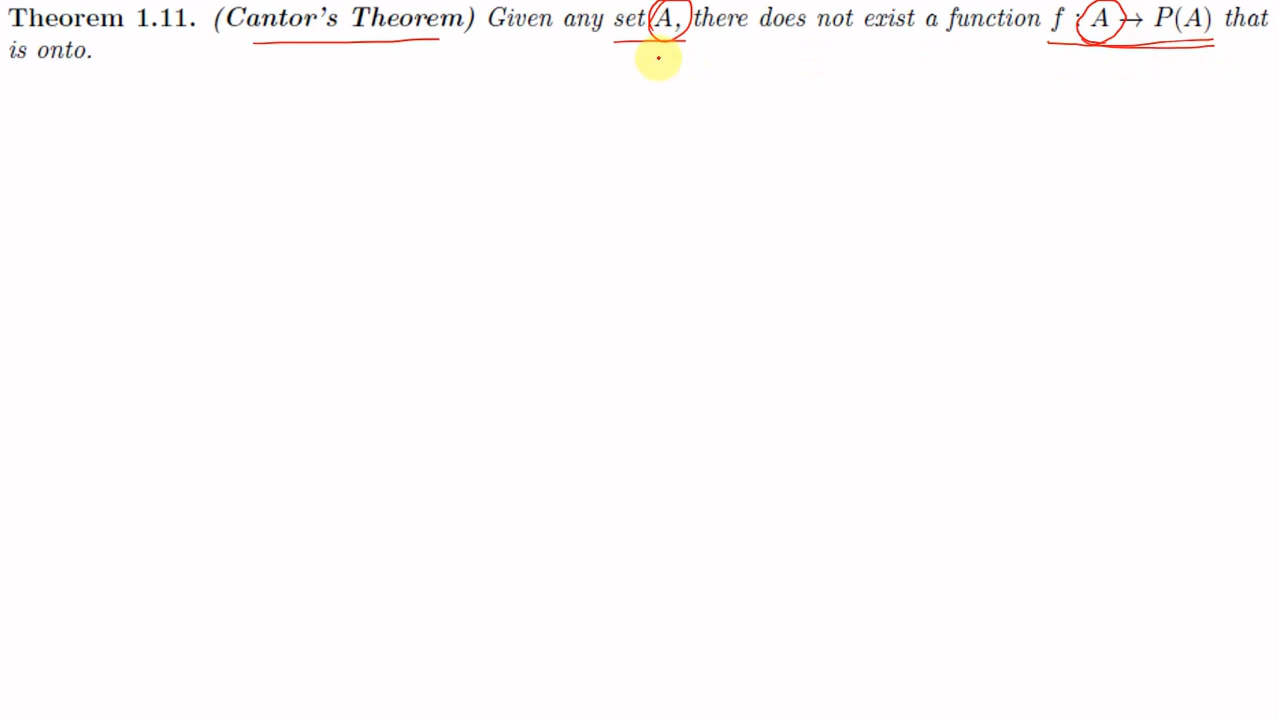 Theorem 1.11. (Cantor's Theorem) Given any set A, there does not exist a function f : A → P(A) that
is onto.